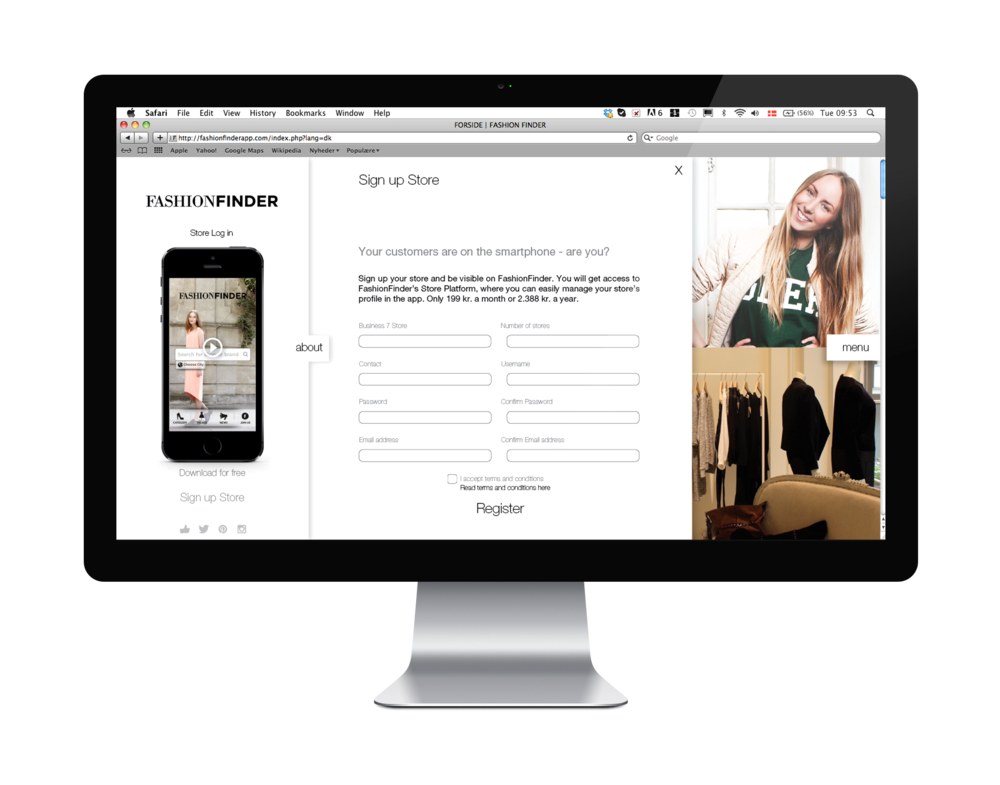 Safari File Edit View History Bookmarks Window Help
6 (56%) Tue 09:53
FORSIDE | FASHION FINDER
http://fashionfinderapp.com/index.php?lang=dk
Google
Apple Yahoo! Google Maps Wikipedia Nyheder Populære
FASHIONFINDER
Store Log in
FASHIONFINDER
Search for Brand
Choose city
Download for free
Sign up Store
about
Sign up Store
X
Your customers are on the smartphone - are you?
Sign up your store and be visible on FashionFinder. You will get access to
FashionFinder's Store Platform, where you can easily manage your store's
profile in the app. Only 199 kr. a month or 2.388 kr. a year.
Business 7 Store
Number of stores
Contact
Username
Password
Confirm Password
Email address
Confirm Email address
I accept terms and conditions
Read terms and conditions here
Register
menu